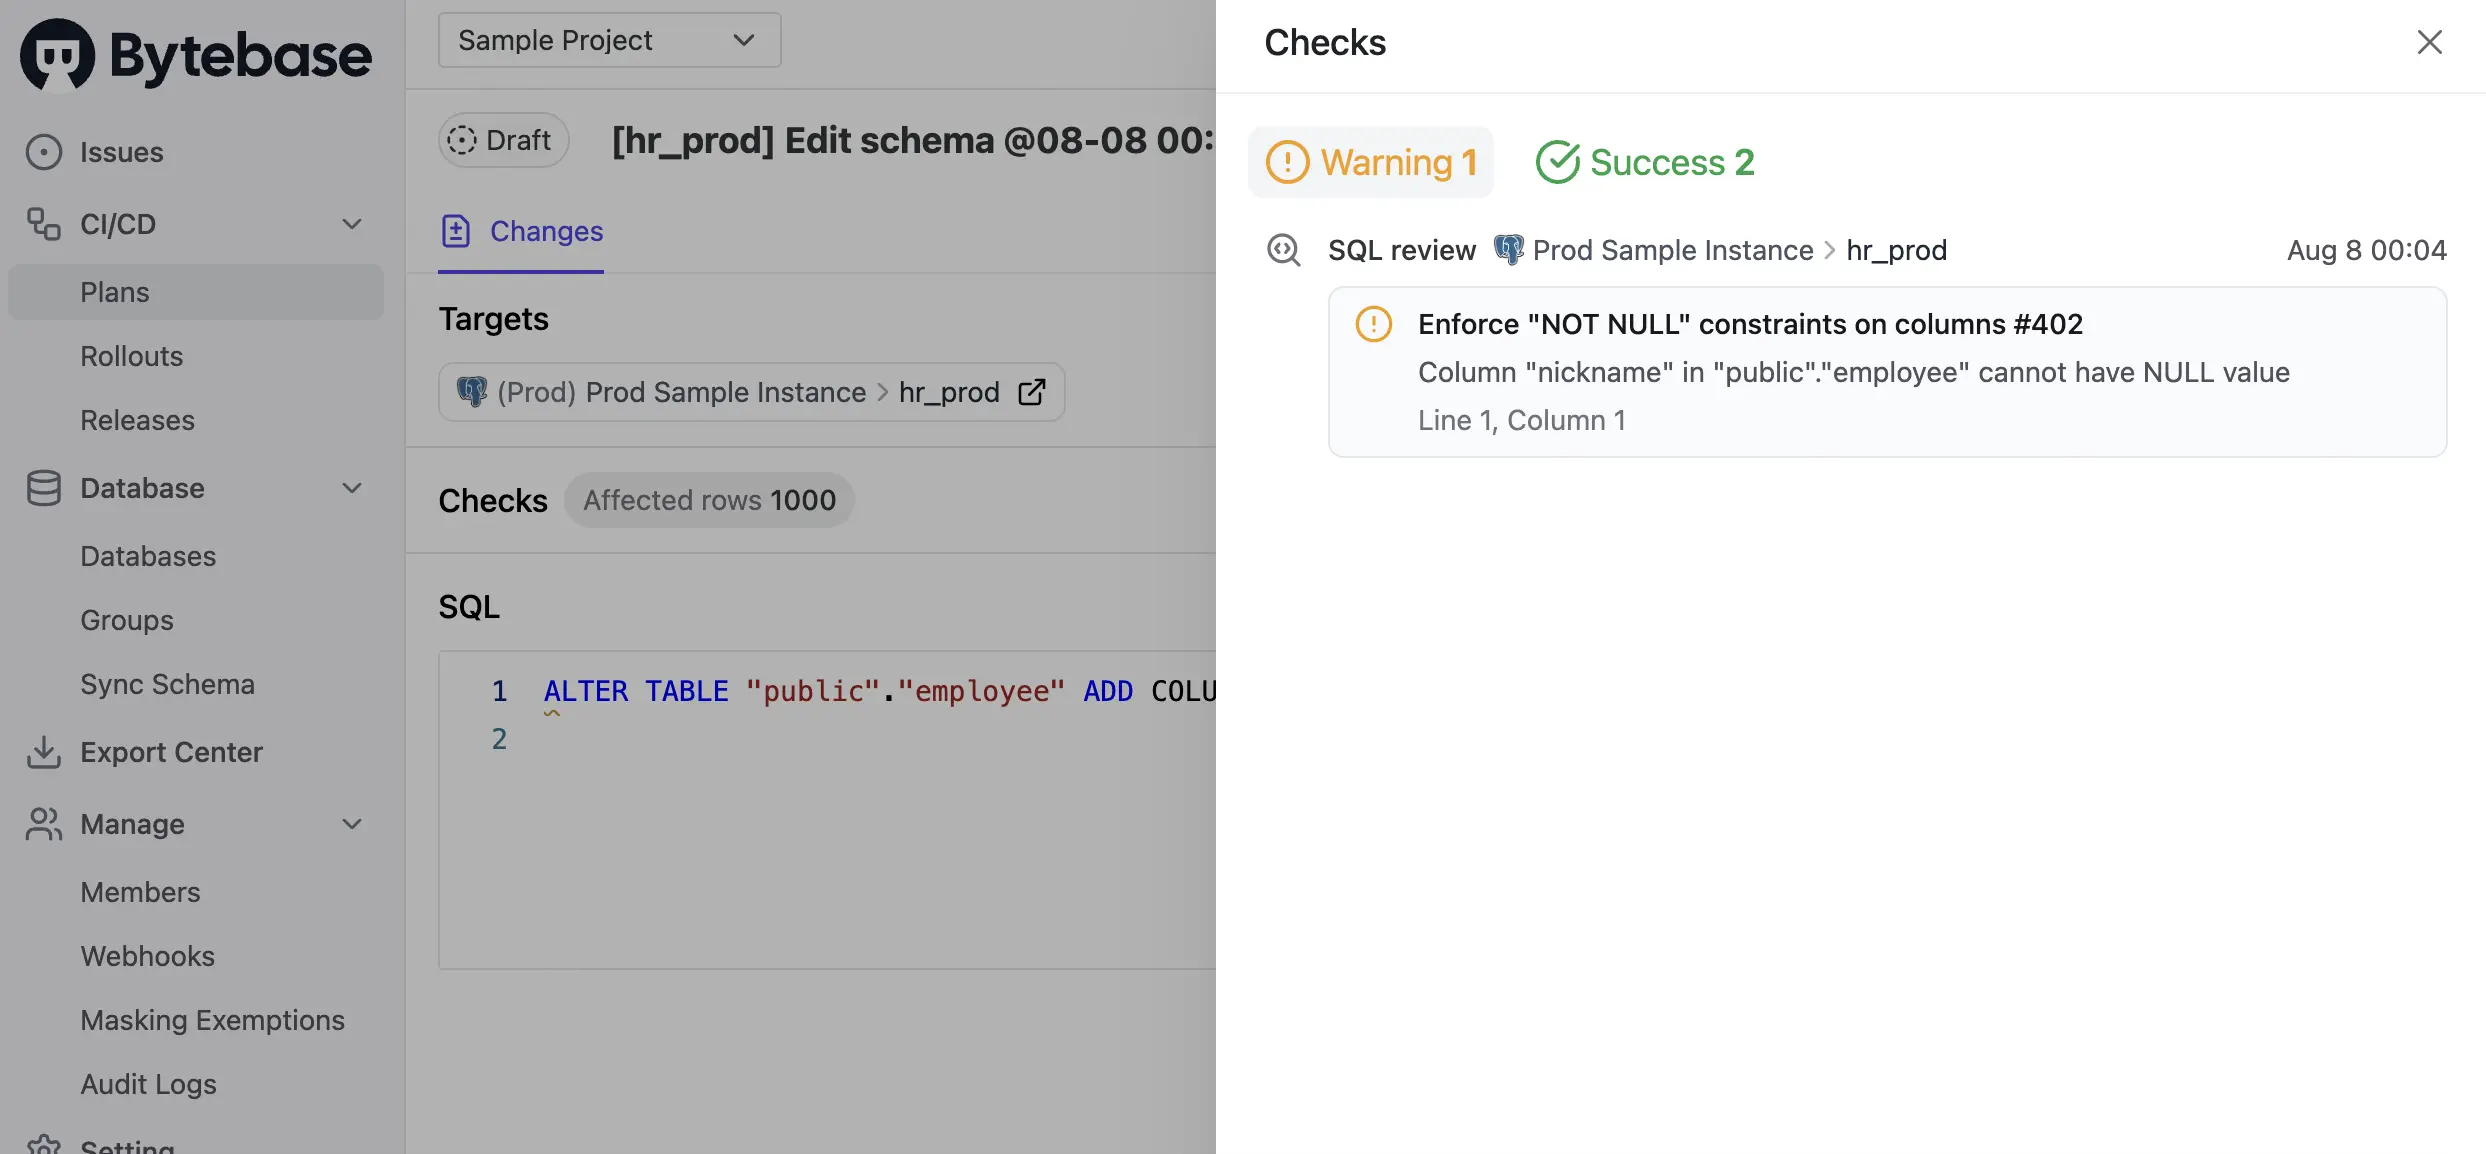 Bytebase
Issues
CI/CD
Plans
Rollouts
Releases
Database
Databases
Groups
Sync Schema
Export Center
Manage
Members
Webhooks
Masking Exemptions
Audit Logs
Setting
Sample Project
Draft
[hr_prod] Edit schema @08-08 00:
Changes
Targets
(Prod) Prod Sample Instance > hr_prod
Checks Affected rows 1000
SQL
1 ALTER TABLE "public"."employee" ADD COLU
2
Checks
Warning 1 Success 2
SQL review Prod Sample Instance > hr_prod Aug 8 00:04
Enforce "NOT NULL" constraints on columns #402
Column "nickname" in "public"."employee" cannot have NULL value
Line 1, Column 1